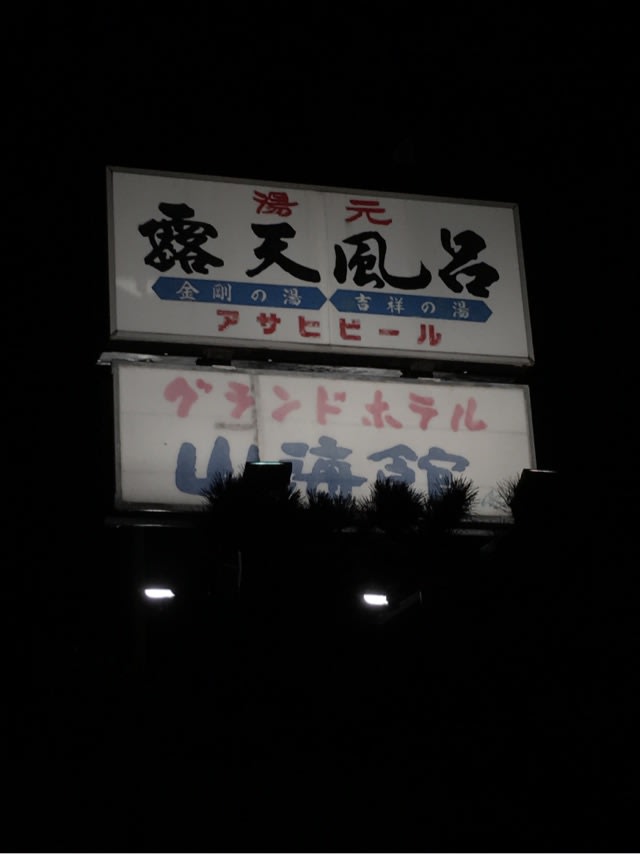 湯元
露天風呂
金剛の湯 吉祥の湯
アサヒビール
グランドホテル
山海館